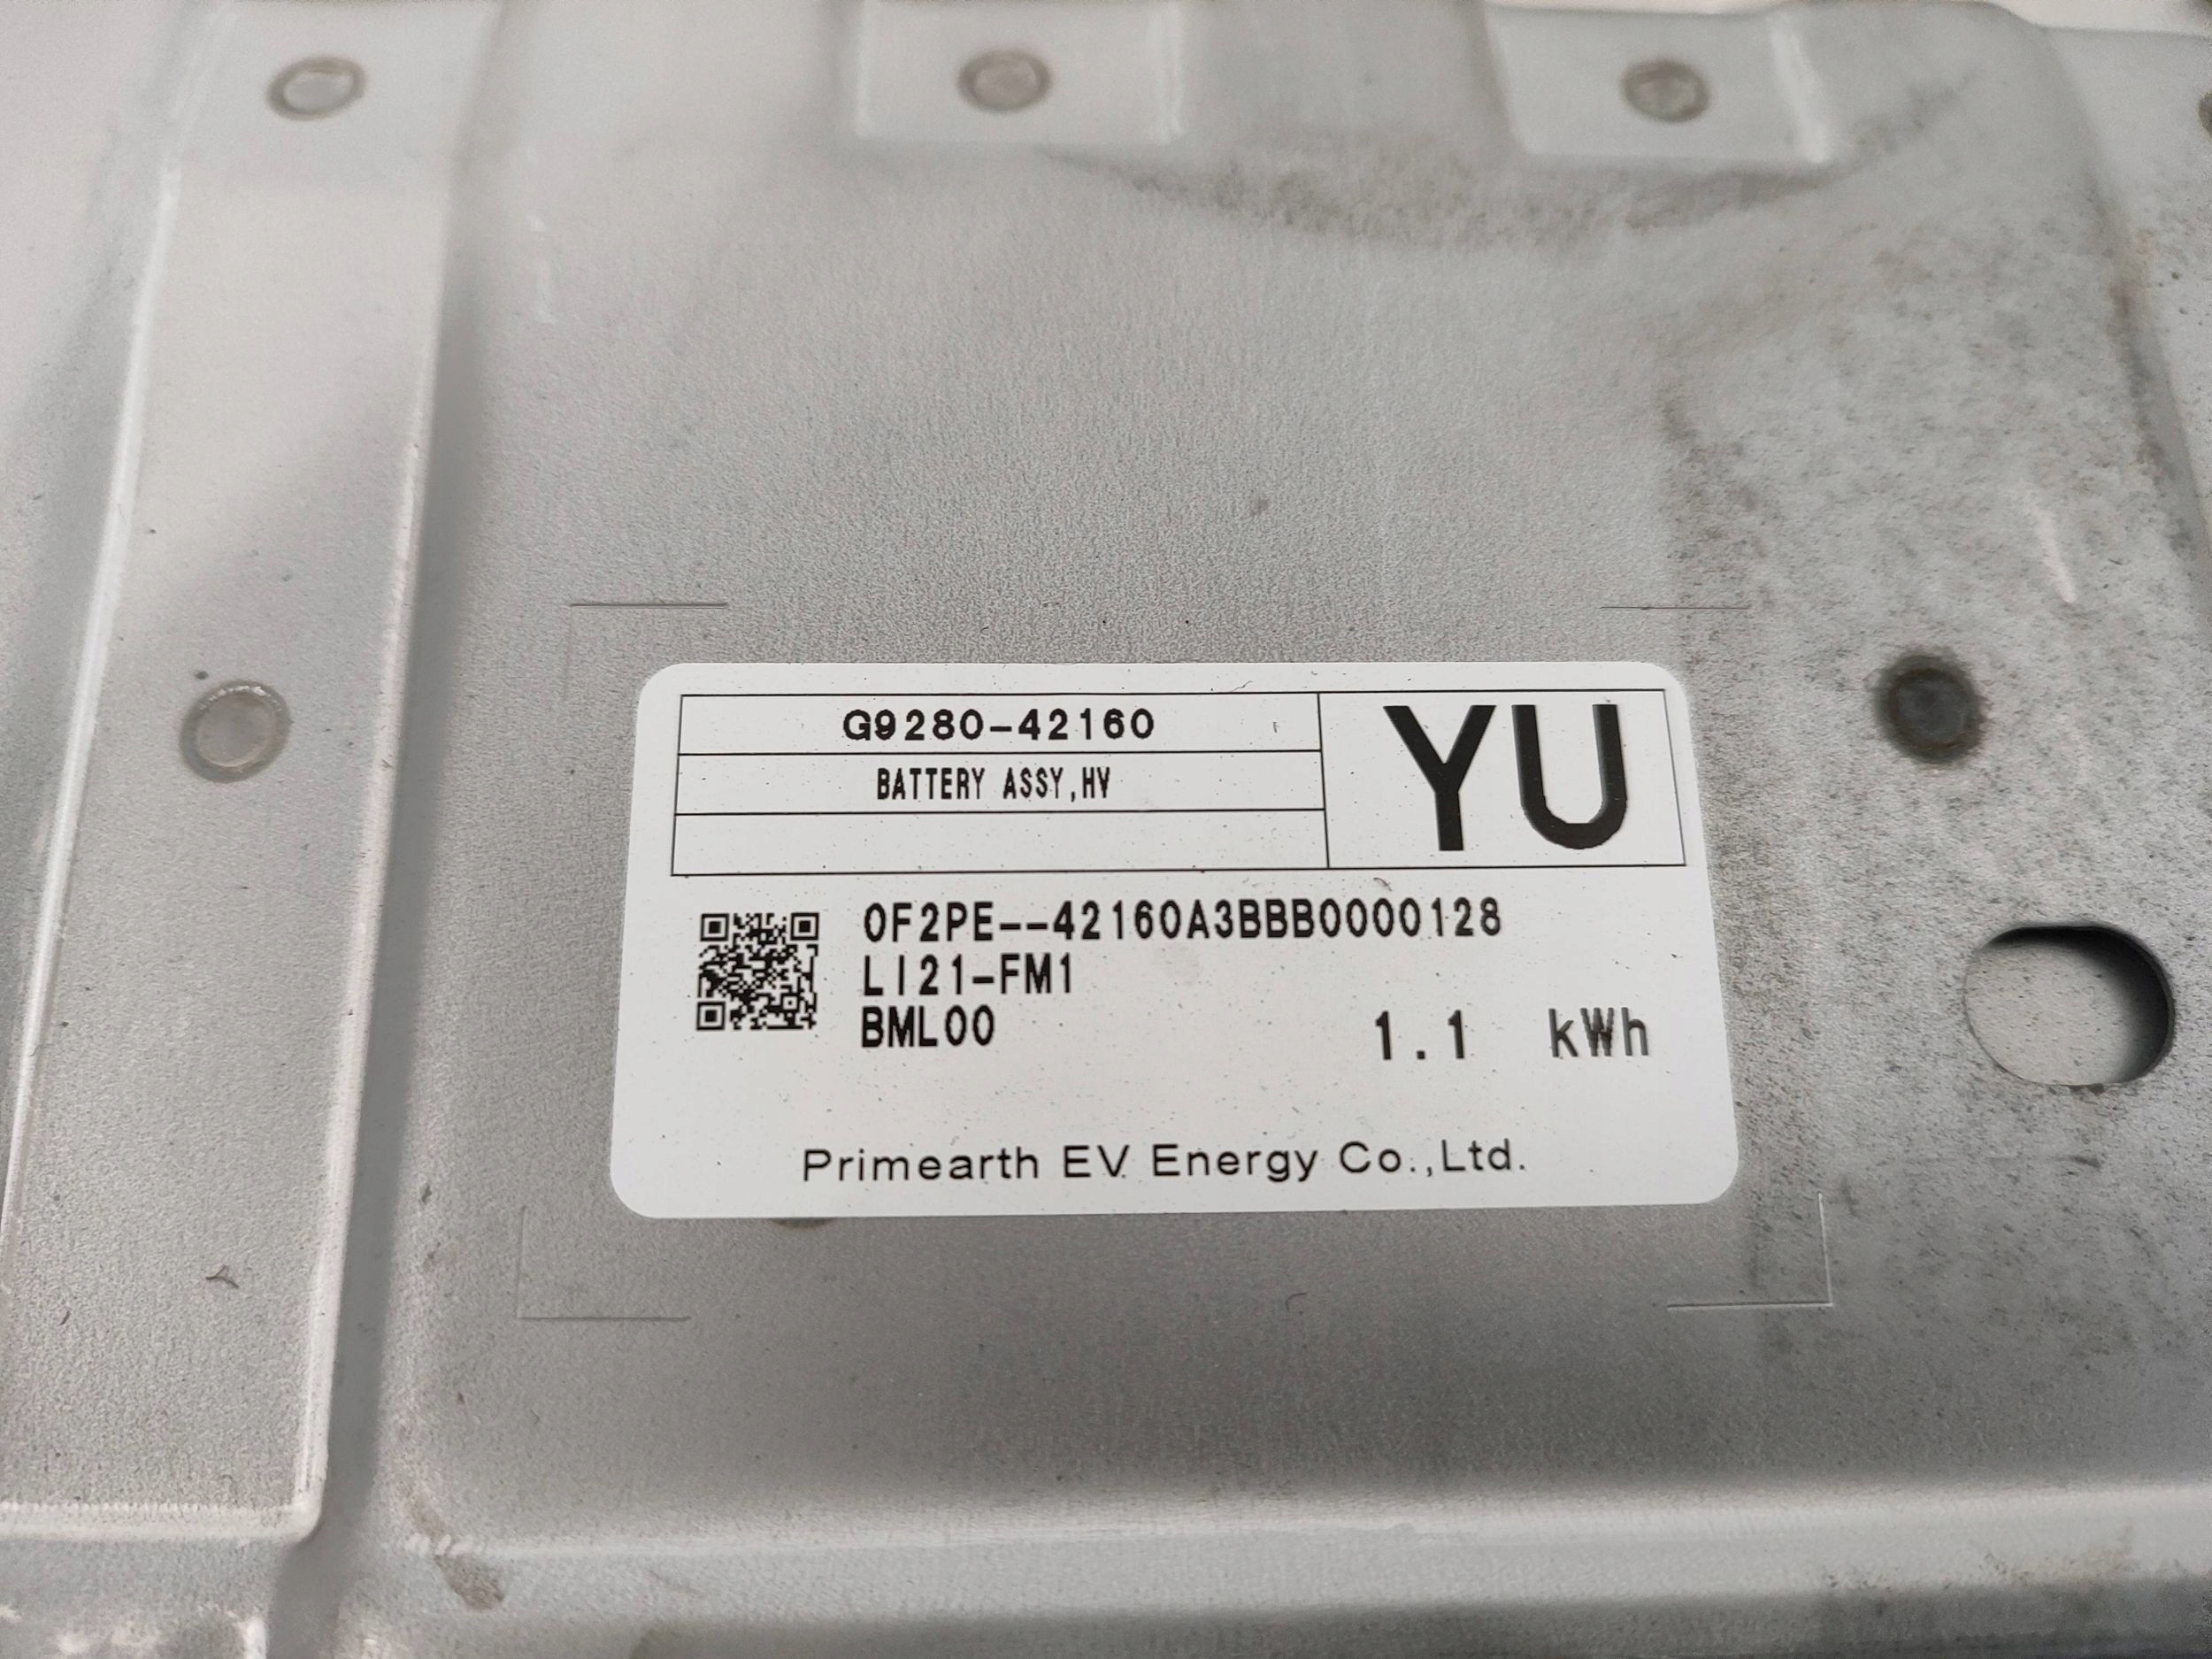 G9280-42160
YU
BATTERY ASSY,HV
0F2PE--42160A3BBB0000128
LI21-FM1
BML00
1.1 kWh
Primearth EV Energy Co.,Ltd.